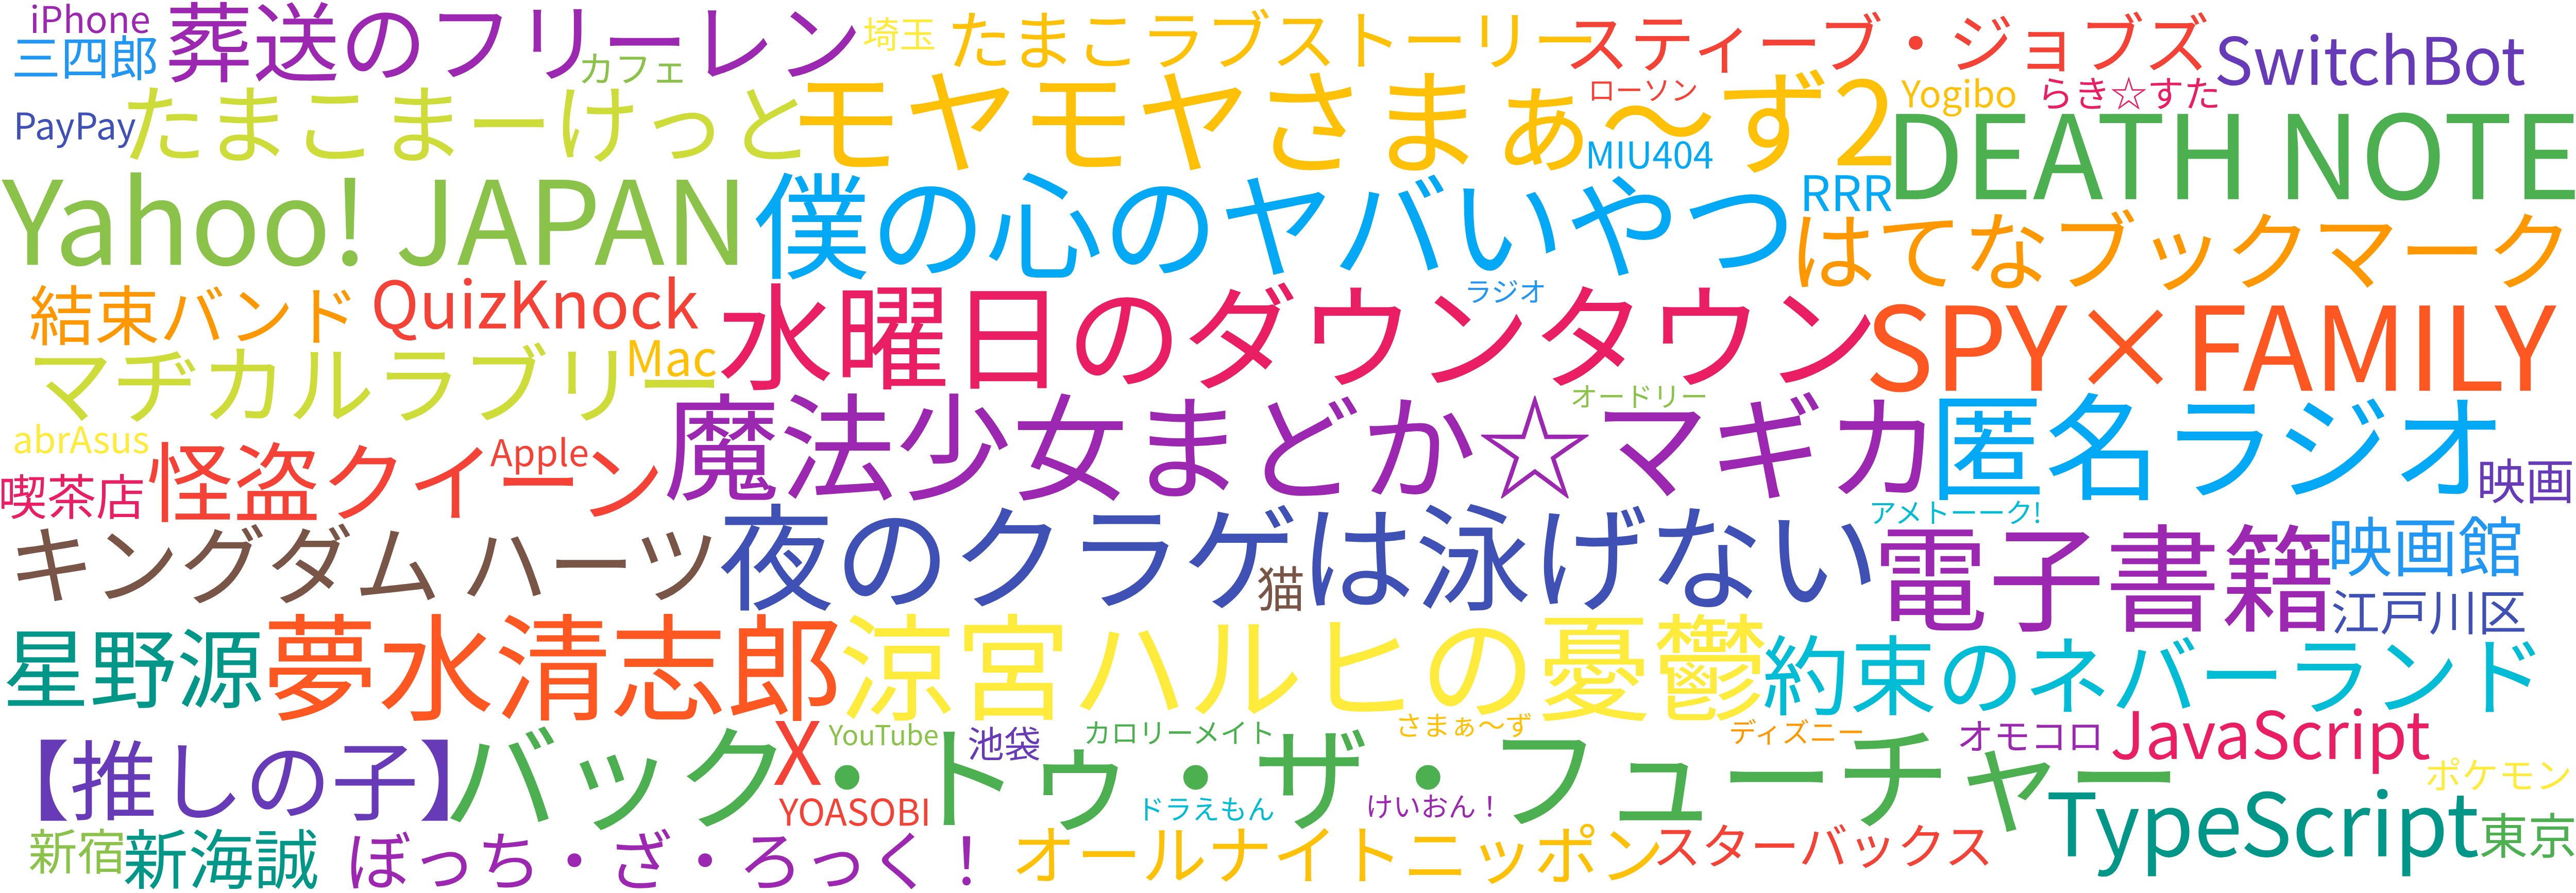 iPhone
三四郎
葬送のフリーレン
カフェ
埼玉
たまこラブストーリー
スティーブ・ジョブズ
SwitchBot
PayPay
たまこまーけっと
モヤモヤさまぁ〜ず2
ローソン
MIU404
Yogibo
らき☆すた
DEATH NOTE
Yahoo! JAPAN
僕の心のヤバいやつ
RRR
はてなブックマーク
結束バンド
QuizKnock
水曜日のダウンタウン
ラジオ
SPY×FAMILY
マヂカルラブリー
Mac
オードリー
abrAsus
喫茶店
怪盗クイーン
Apple
魔法少女まどか☆マギカ
匿名ラジオ
映画
キングダム ハーツ
夜のクラゲは泳げない
猫
アメトーーク!
電子書籍
映画館
江戸川区
星野源
夢水清志郎
涼宮ハルヒの憂鬱
約束のネバーランド
【推しの子】
バック・トゥ・ザ・フューチャー
X
YouTube
池袋
カロリーメイト
さまぁ〜ず
ディズニー
オモコロ
JavaScript
YOASOBI
ドラえもん
けいおん！
ポケモン
TypeScript
東京
新宿
新海誠
ぼっち・ざ・ろっく！
オールナイトニッポン
スターバックス